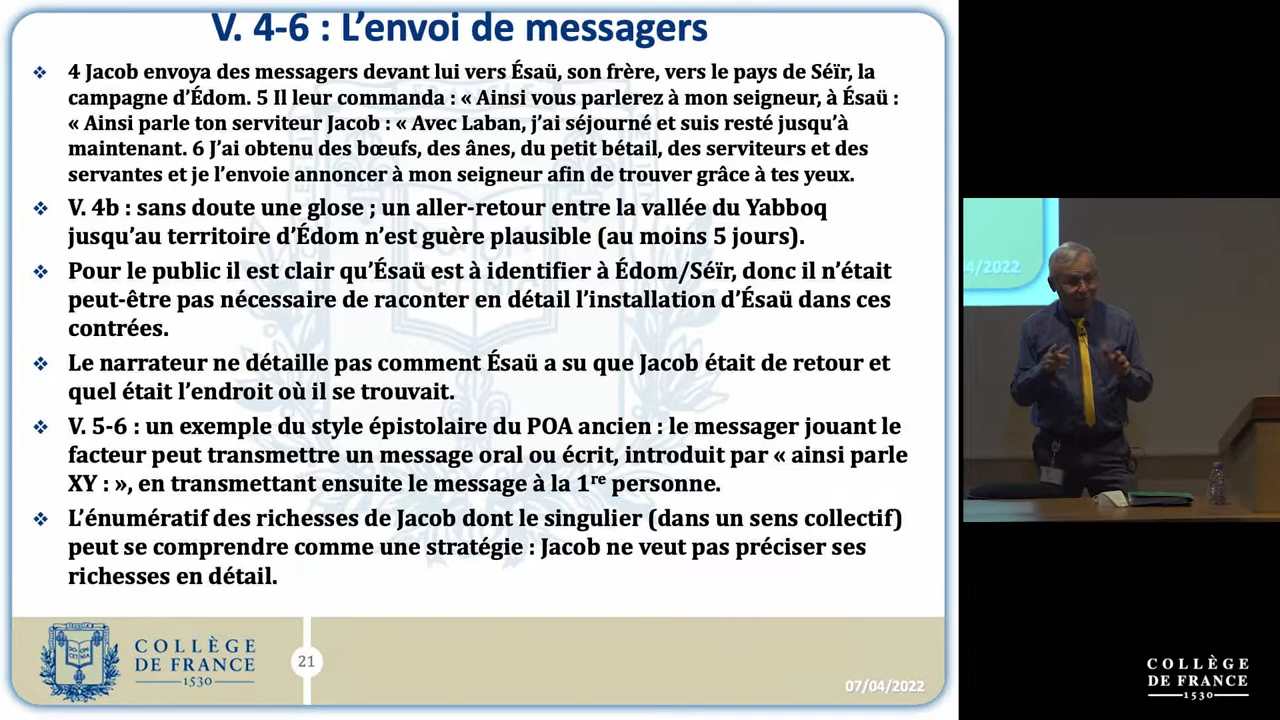 V. 4-6 : L’envoi de messagers
❖ 4 Jacob envoya des messagers devant lui vers Ésaü, son frère, vers le pays de Séïr, la
campagne d’Édom. 5 Il leur commanda : « Ainsi vous parlerez à mon seigneur, à Ésaü :
« Ainsi parle ton serviteur Jacob : « Avec Laban, j’ai séjourné et suis resté jusqu’à
maintenant. 6 J’ai obtenu des bœufs, des ânes, du petit bétail, des serviteurs et des
servantes et je l’envoie annoncer à mon seigneur afin de trouver grâce à tes yeux.
❖ V. 4b : sans doute une glose ; un aller-retour entre la vallée du Yabboq
jusqu’au territoire d’Édom n’est guère plausible (au moins 5 jours).
❖ Pour le public il est clair qu’Ésaü est à identifier à Édom/Séïr, donc il n’était
peut-être pas nécessaire de raconter en détail l’installation d’Ésaü dans ces
contrées.
❖ Le narrateur ne détaille pas comment Ésaü a su que Jacob était de retour et
quel était l’endroit où il se trouvait.
❖ V. 5-6 : un exemple du style épistolaire du POA ancien : le messager jouant le
facteur peut transmettre un message oral ou écrit, introduit par « ainsi parle
XY : », en transmettant ensuite le message à la 1re personne.
❖ L’énumératif des richesses de Jacob dont le singulier (dans un sens collectif)
peut se comprendre comme une stratégie : Jacob ne veut pas préciser ses
richesses en détail.
COLLÈGE
DE FRANCE
1530
21
07/04/2022
4/2022
COLLÈGE
DE FRANCE
1530